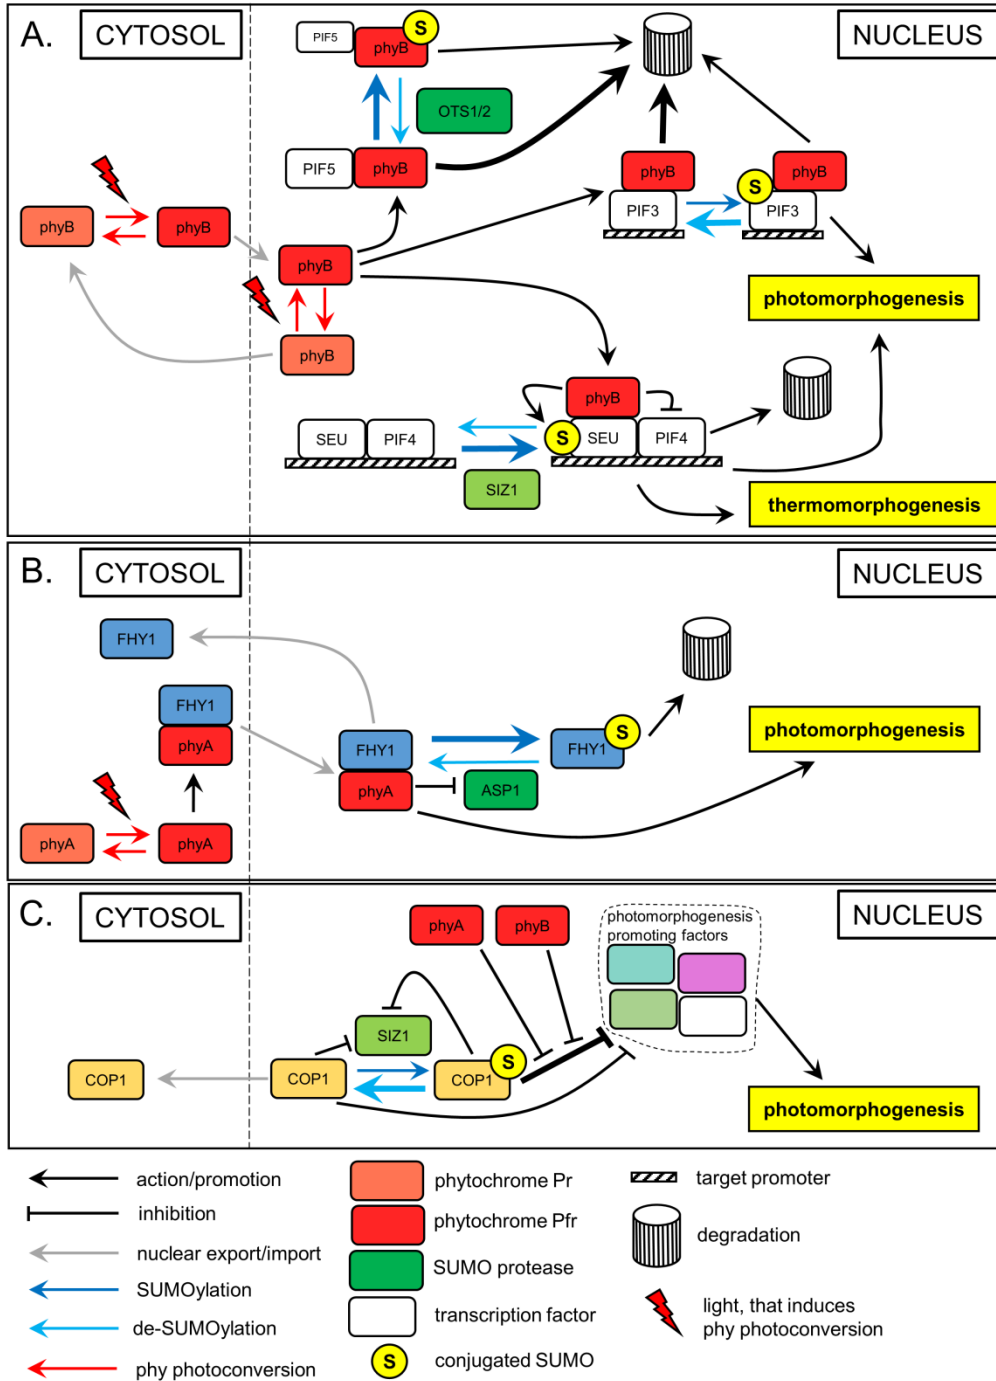 A.
CYTOSOL
NUCLEUS
PIF5
phyB
S
OTS1/2
PIF5
phyB
phyB
phyB
S
PIF3
PIF3
phyB
phyB
phyB
phyB
photomorphogenesis
phyB
SEU
PIF4
S
SEU
PIF4
SIZ1
thermomorphogenesis
B.
CYTOSOL
NUCLEUS
FHY1
FHY1
phyA
FHY1
phyA
S
FHY1
ASP1
photomorphogenesis
phyA
phyA
C.
CYTOSOL
NUCLEUS
phyA
phyB
photomorphogenesis
promoting factors
SIZ1
S
COP1
COP1
COP1
photomorphogenesis
action/promotion
inhibition
nuclear export/import
SUMOylation
de-SUMOylation
phy photoconversion
phytochrome Pr
phytochrome Pfr
SUMO protease
transcription factor
S
conjugated SUMO
target promoter
degradation
light, that induces
phy photoconversion